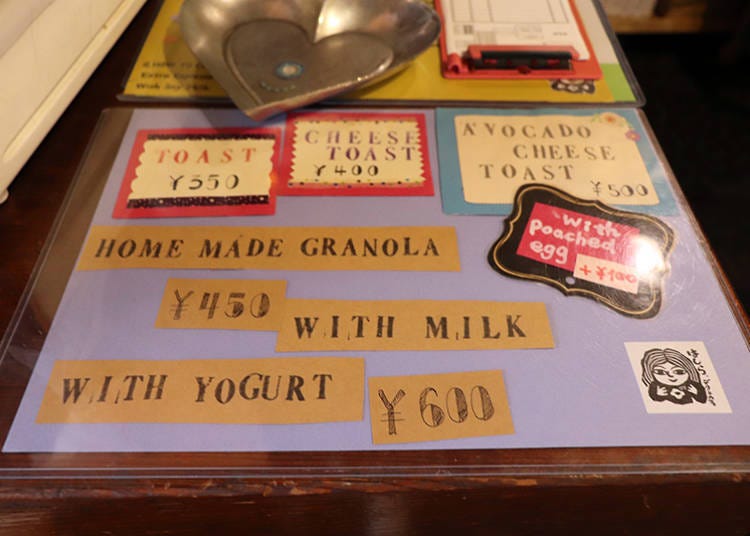 TOAST
¥350
CHEESE
TOAST
¥400
AVOCADO
CHEESE
TOAST
¥500
with
poached
egg
+¥100
HOME MADE GRANOLA
¥450
WITH MILK
WITH YOGURT
¥600